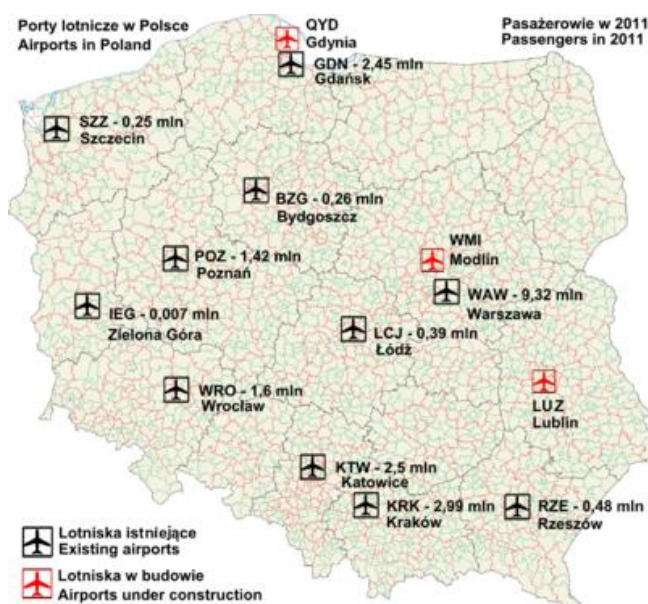 Porty lotnicze w Polsce
Airports in Poland
QYD
Gdynia
Pasażerowie w 2011
Passengers in 2011
GDN - 2,45 mln
Gdańsk
SZZ - 0,25 mln
Szczecin
BZG - 0,26 mln
Bydgoszcz
WMI
Modlin
POZ - 1,42 mln
Poznań
WAW - 9,32 mln
Warszawa
IEG - 0,007 mln
Zielona Góra
LCJ - 0,39 mln
Łódź
WRO - 1,6 mln
Wrocław
LUZ
Lublin
KTW - 2,5 mln
Katowice
KRK - 2,99 mln
Kraków
RZE - 0,48 mln
Rzeszów
Lotniska istniejące
Existing airports
Lotniska w budowie
Airports under construction